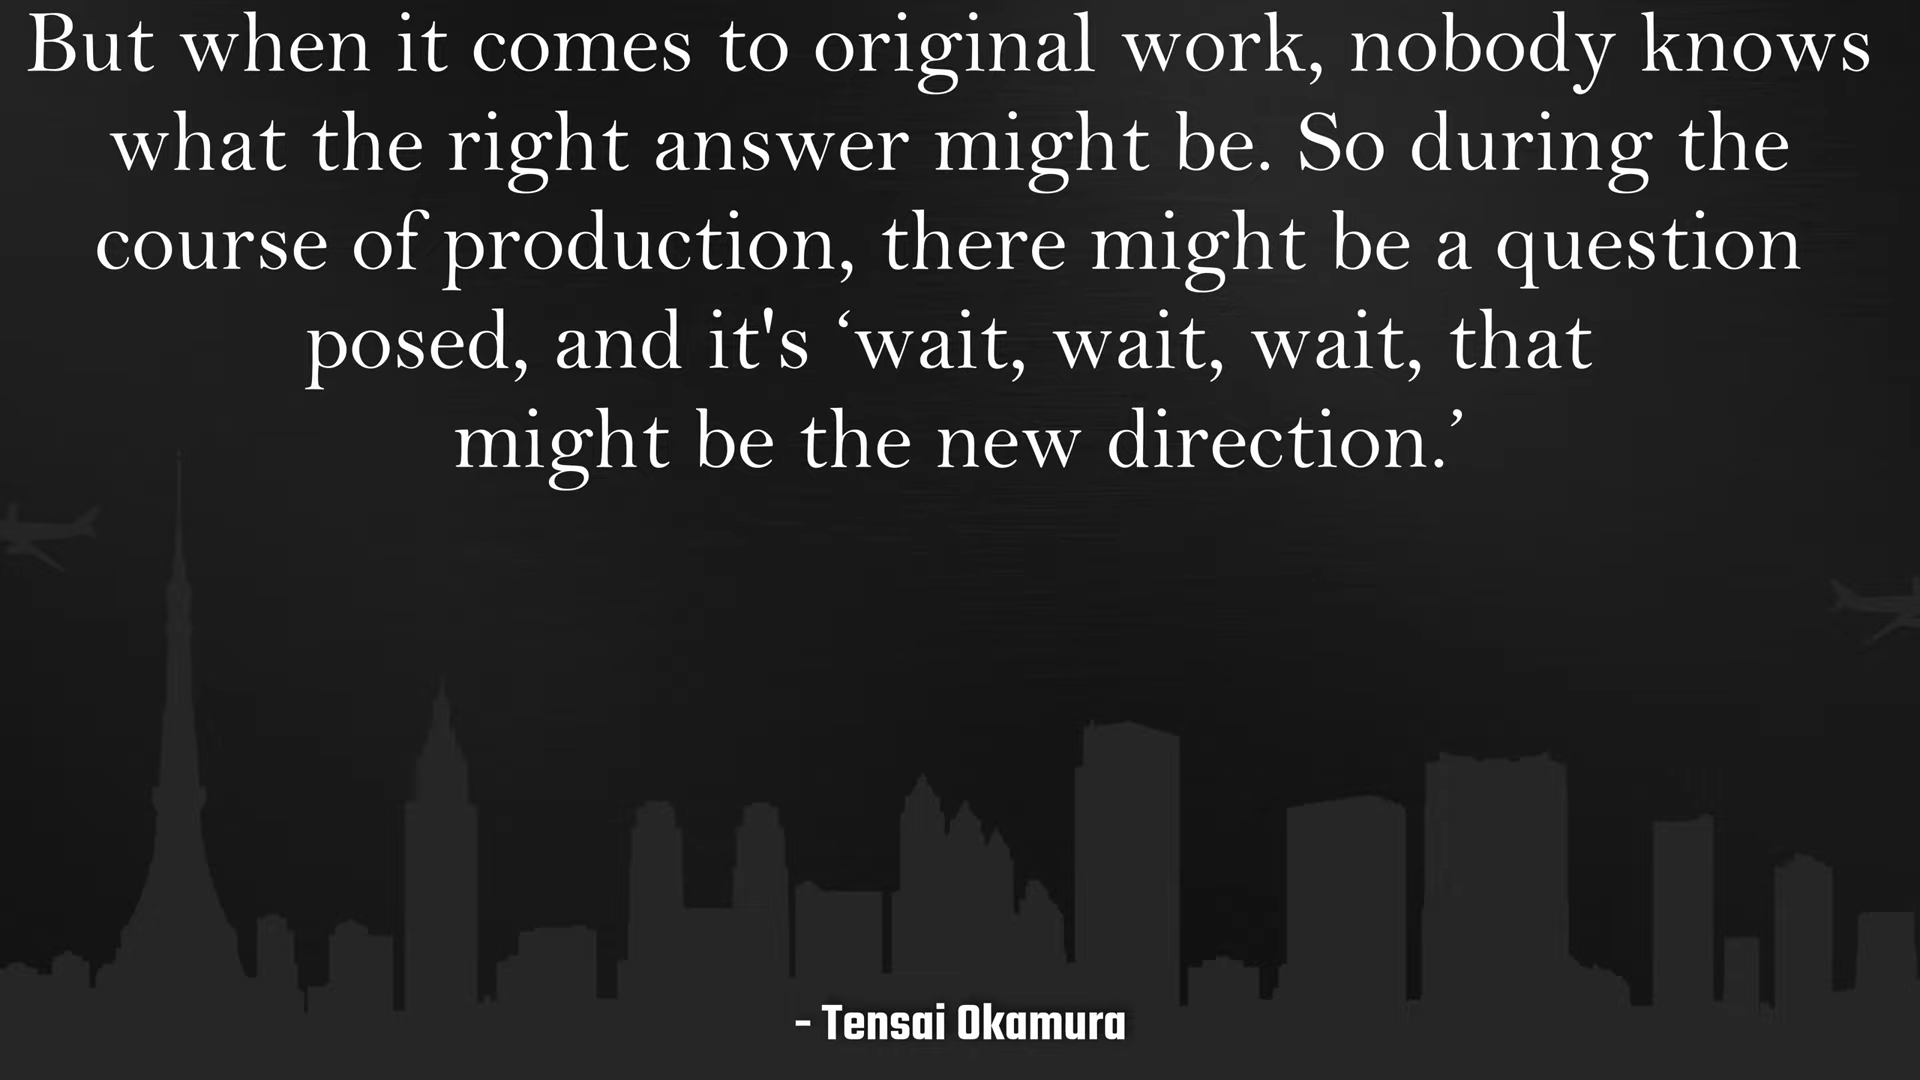 But when it comes to original work, nobody knows
what the right answer might be. So during the
course of production, there might be a question
posed, and it's ‘wait, wait, wait, that
might be the new direction.’
- Tensai Okamura